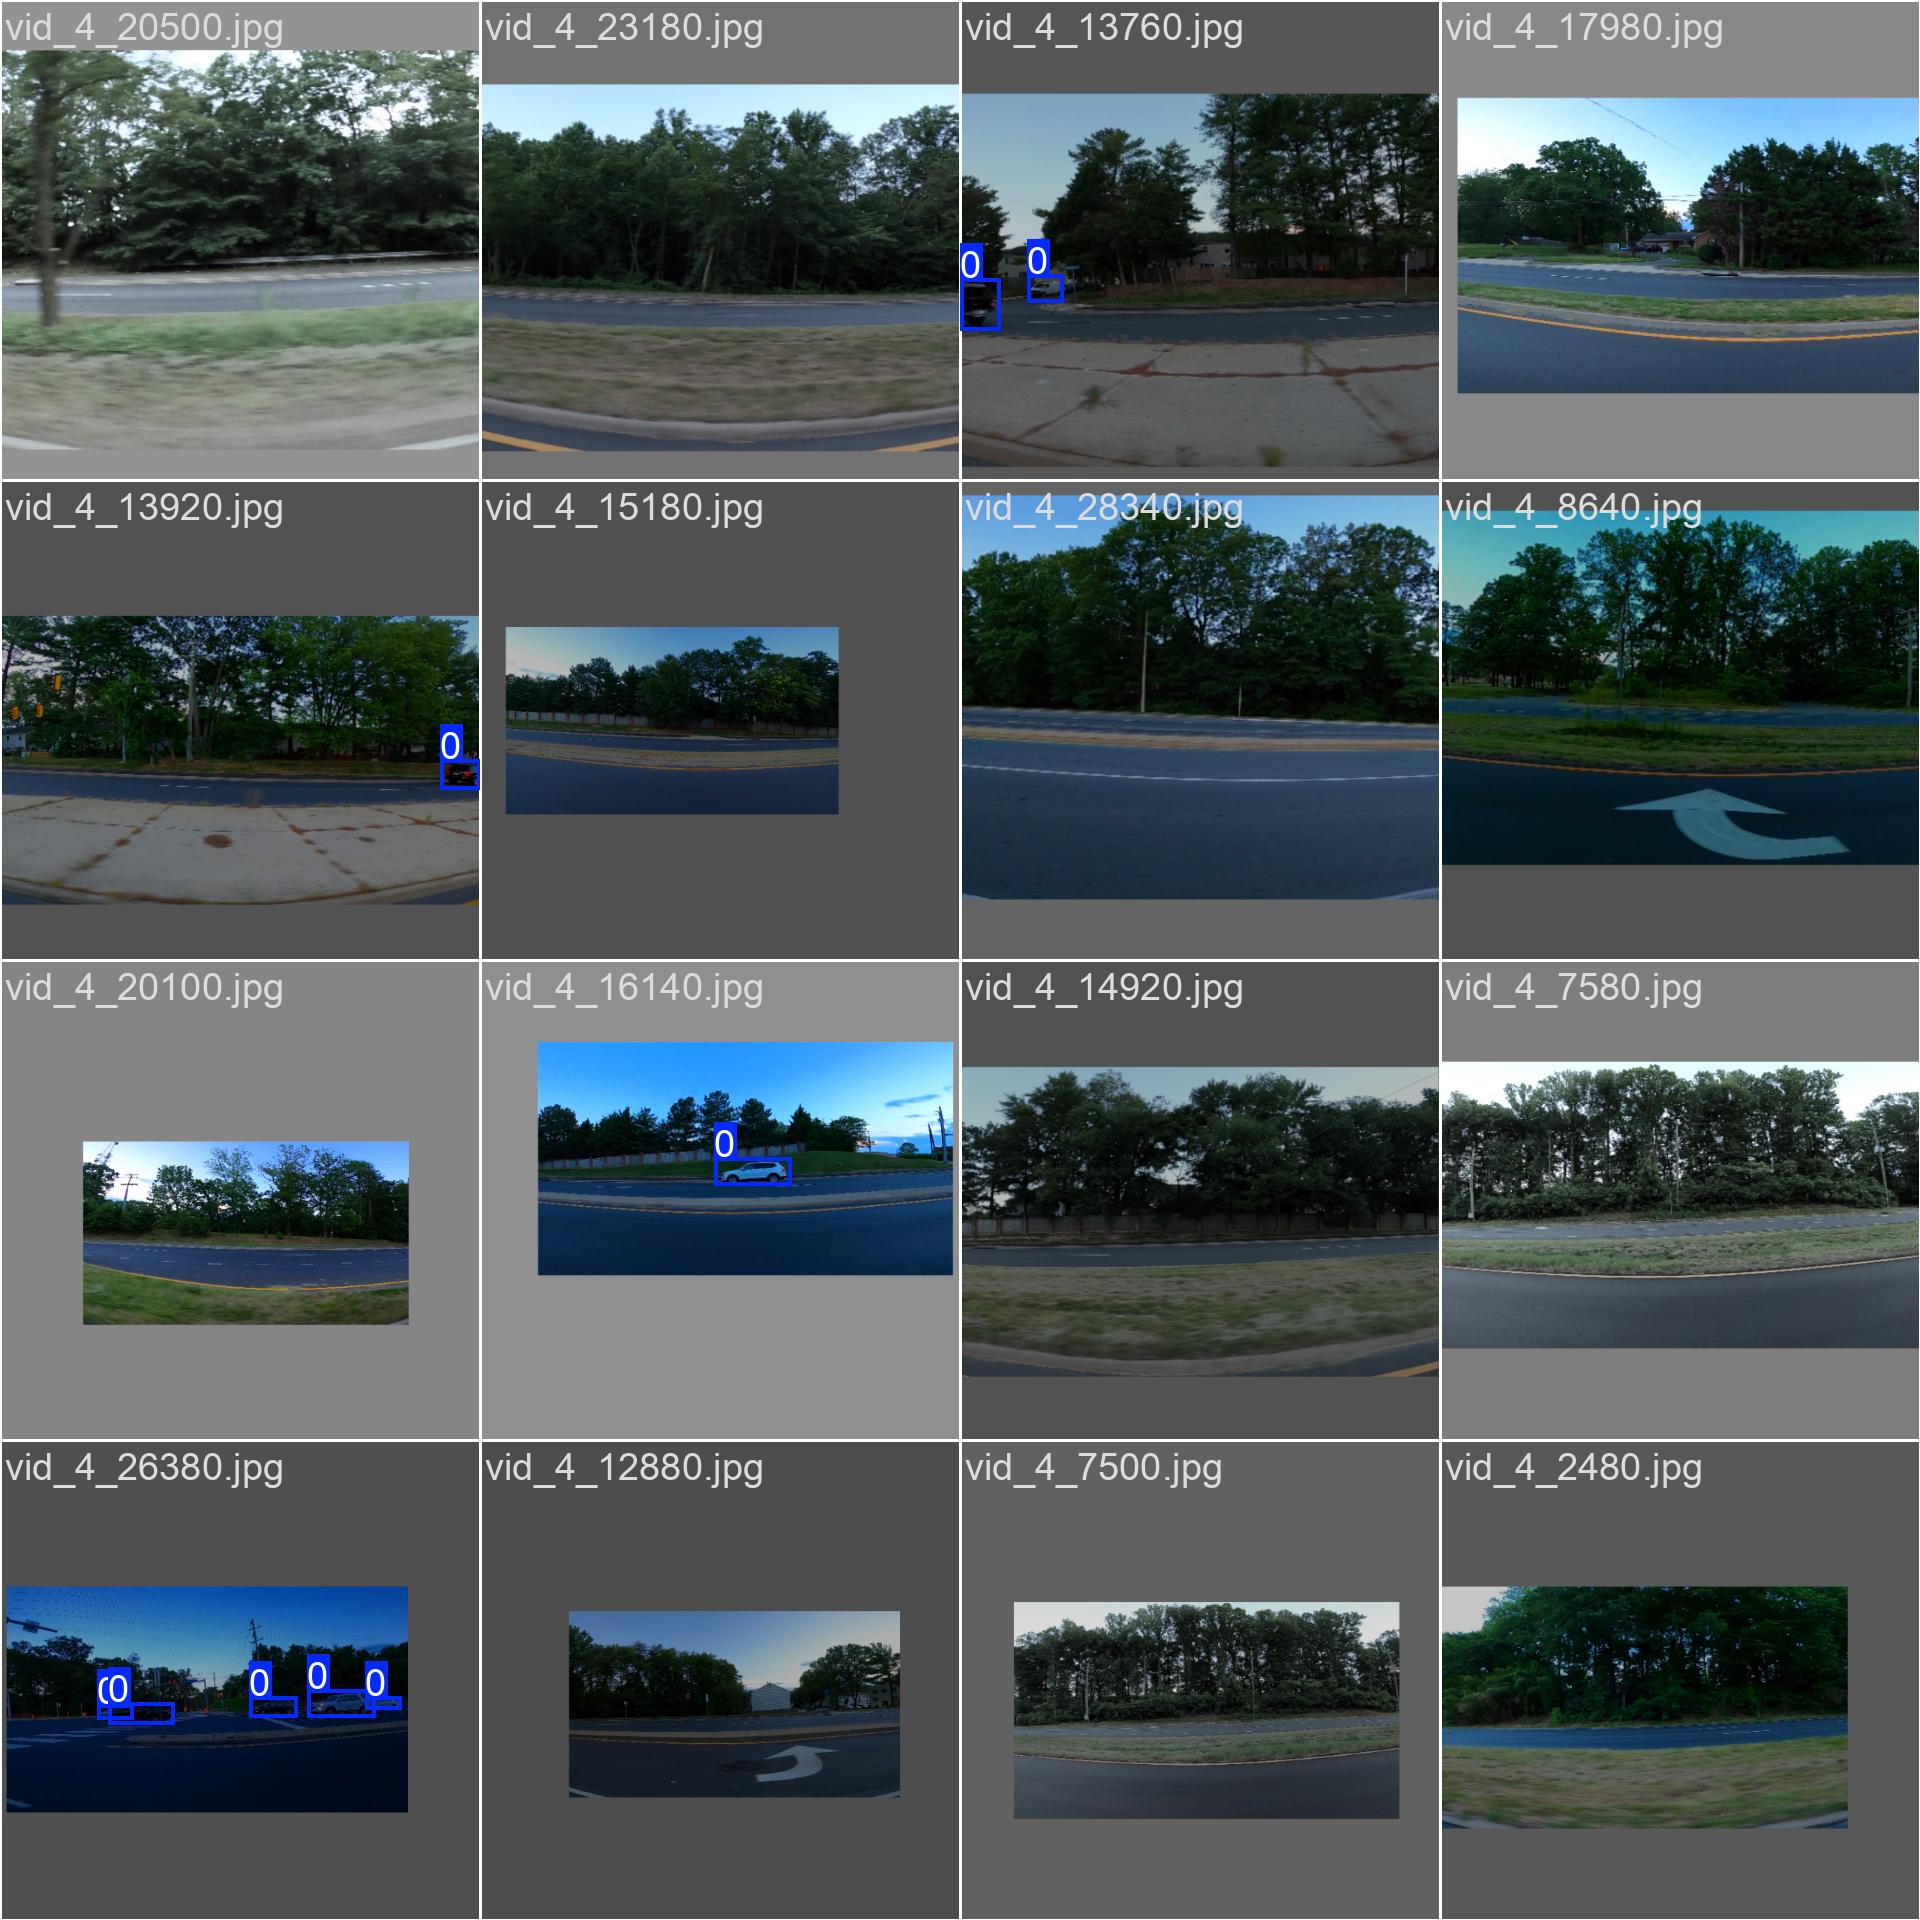 vid_4_20500.jpg
vid_4_23180.jpg
vid_4_13760.jpg
vid_4_17980.jpg
0
0
vid_4_13920.jpg
vid_4_15180.jpg
vid_4_28340.jpg
vid_4_8640.jpg
0
vid_4_20100.jpg
vid_4_16140.jpg
vid_4_14920.jpg
vid_4_7580.jpg
0
vid_4_26380.jpg
vid_4_12880.jpg
vid_4_7500.jpg
vid_4_2480.jpg
0
0
0
0
0